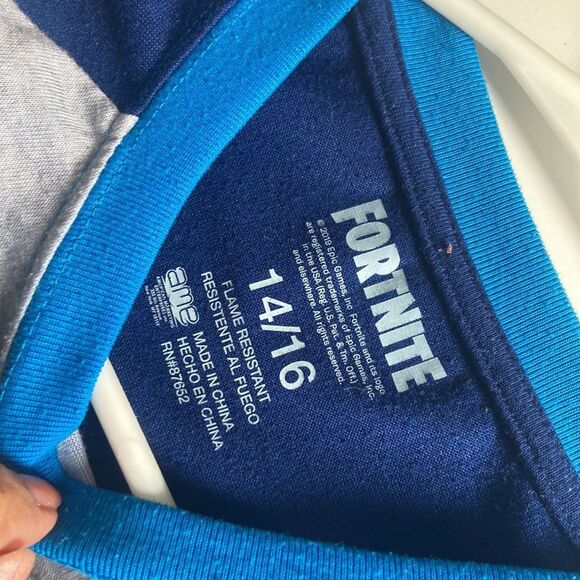 FORTNITE
© 2019 Epic Games, Inc. Fortnite and its logo
are registered trademarks of Epic Games, Inc.
in the USA (Reg. U.S. Pat. & Tm. Off.)
and elsewhere. All rights reserved.
14/16
FLAME RESISTANT
RESISTENTE AL FUEGO
ame
MADE IN CHINA
HECHO EN CHINA
RN#87652